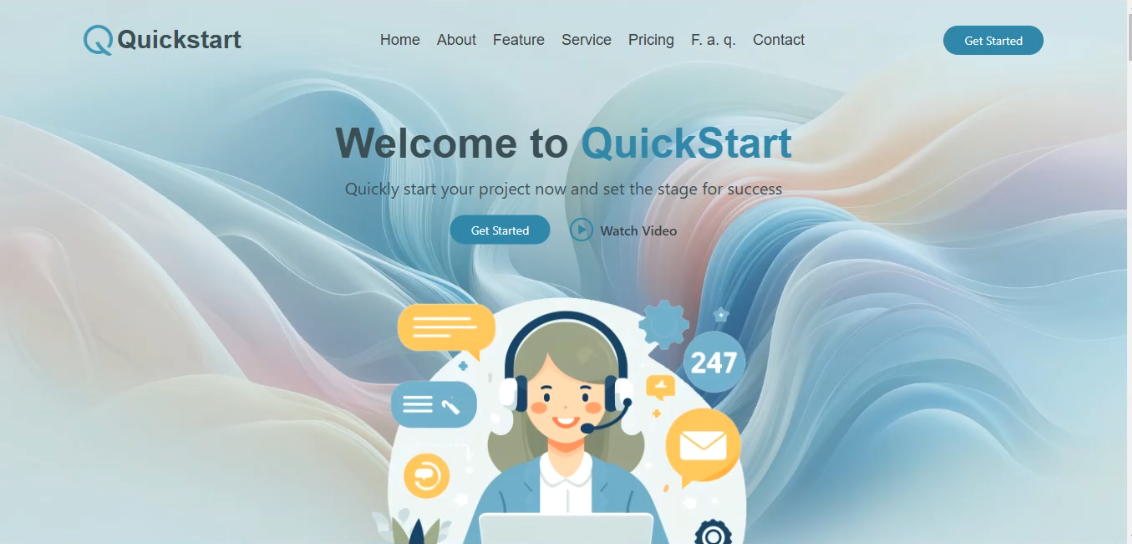 Quickstart
Home About Feature Service Pricing F. a. q. Contact
Get Started
Welcome to QuickStart
Quickly start your project now and set the stage for success
Get Started
Watch Video
247